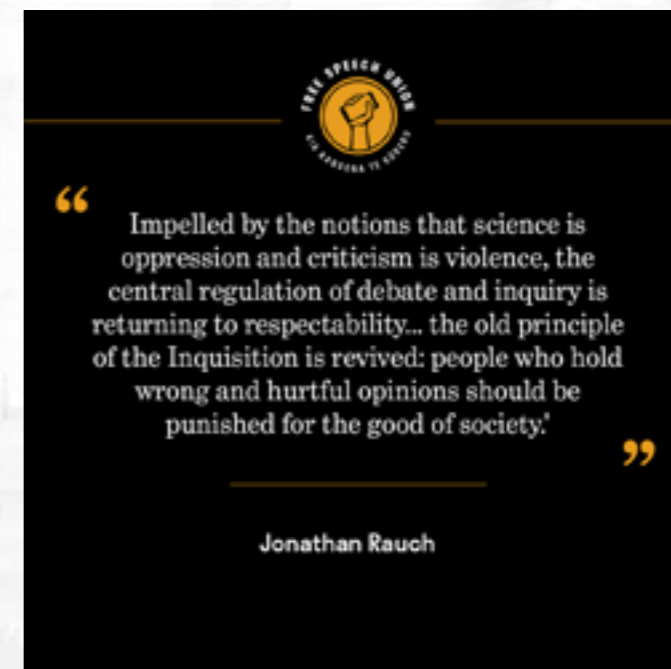 FREE SPEECH UNION
“
Impelled by the notions that science is
oppression and criticism is violence, the
central regulation of debate and inquiry is
returning to respectability... the old principle
of the Inquisition is revived: people who hold
wrong and hurtful opinions should be
punished for the good of society.'
”
Jonathan Rauch